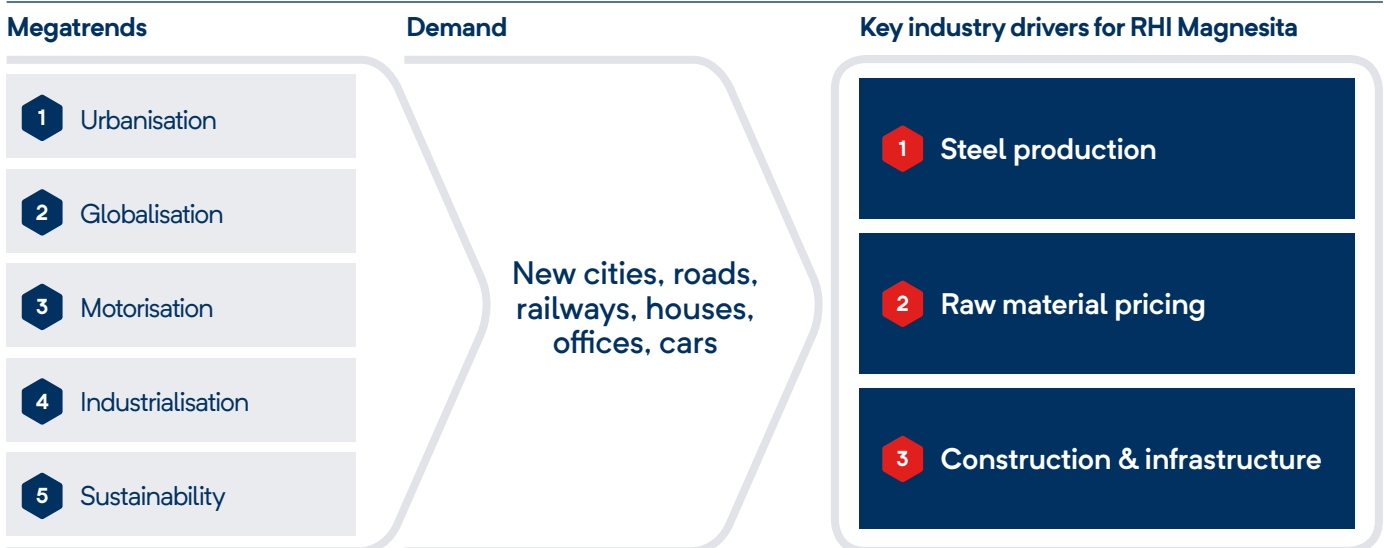 Megatrends
1 Urbanisation
2 Globalisation
3 Motorisation
4 Industrialisation
5 Sustainability
Demand
New cities, roads,
railways, houses,
offices, cars
Key industry drivers for RHI Magnesita
1 Steel production
2 Raw material pricing
3 Construction & infrastructure